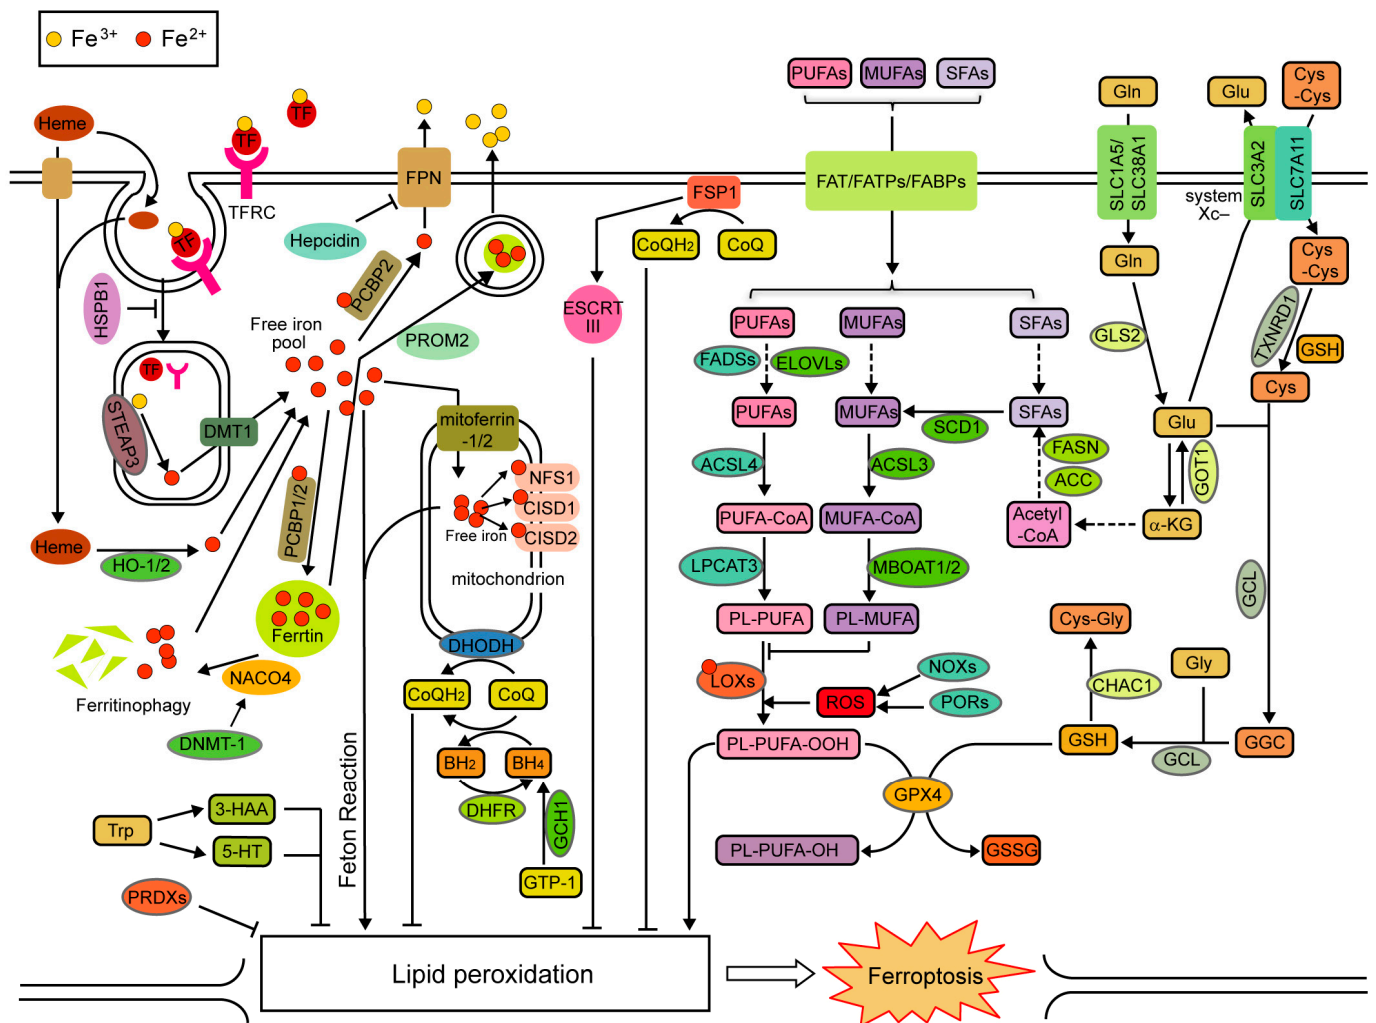 Fe3+ Fe2+
PUFAs MUFAs SFAs
Heme
TF
TF
TFRC
TF
HSPB1
FPN
Hepcidin
PCBP2
PROM2
Free iron
pool
TF
STEAP3
DMT1
Heme
HO-1/2
PCBP1/2
Ferrtin
NACO4
DNMT-1
Ferritinophagy
mitoferrin
-1/2
NFS1
CISD1
CISD2
Free iron
mitochondrion
DHODH
CoQH2 CoQ
BH2 BH4
DHFR
GCH1
GTP-1
Feton Reaction
Trp
3-HAA
5-HT
PRDXs
FSP1
CoQH2 CoQ
ESCRT
III
FAT/FATPs/FABPs
PUFAs MUFAs SFAs
FADSs ELOVLs
PUFAs MUFAs SFAs
SCD1
ACSL4 ACSL3
FASN
ACC
PUFA-CoA MUFA-CoA
Acetyl
-CoA
LPCAT3 MBOAT1/2
PL-PUFA PL-MUFA
LOXs
ROS
NOXs
PORs
PL-PUFA-OOH
GPX4
PL-PUFA-OH
GSSG
Gln
SLC1A5/
SLC38A1
Gln
GLS2
Glu
Cys
-Cys
SLC3A2
SLC7A11
system
Xc–
Cys
-Cys
TXNRD1
GSH
Cys
Glu
GOT1
α-KG
GCL
Cys-Gly
CHAC1
Gly
GSH
GCL
GGC
Lipid peroxidation
Ferroptosis